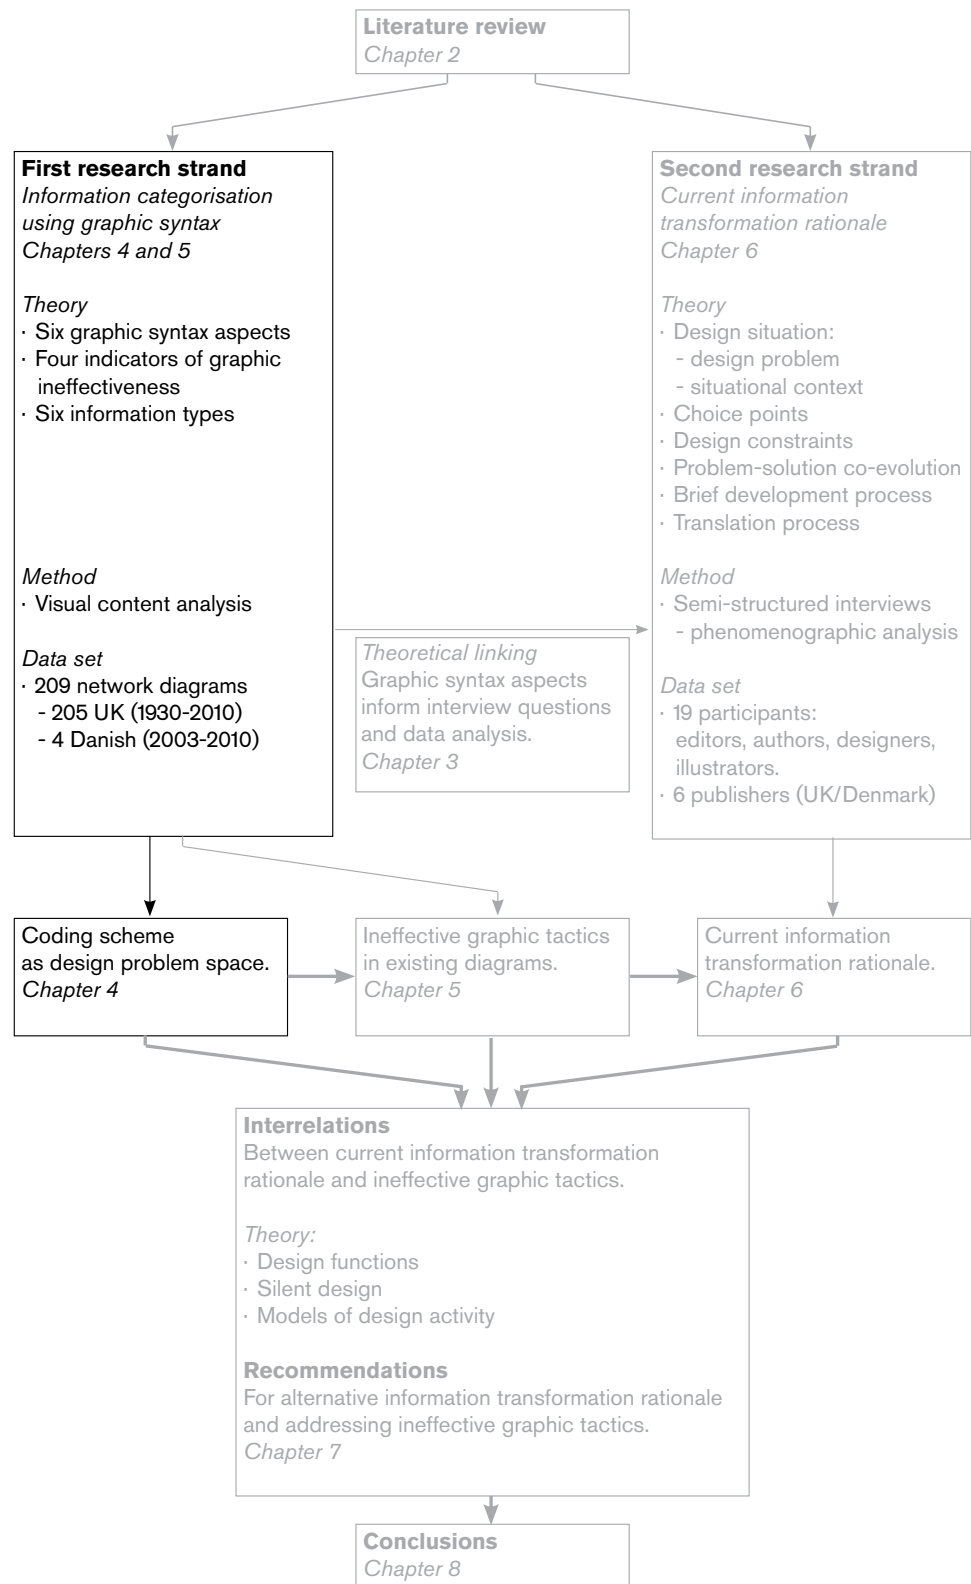 Literature review
Chapter 2
First research strand
Information categorisation
using graphic syntax
Chapters 4 and 5
Theory
· Six graphic syntax aspects
· Four indicators of graphic
ineffectiveness
· Six information types
Method
· Visual content analysis
Data set
· 209 network diagrams
- 205 UK (1930-2010)
- 4 Danish (2003-2010)
Theoretical linking
Graphic syntax aspects
inform interview questions
and data analysis.
Chapter 3
Second research strand
Current information
transformation rationale
Chapter 6
Theory
· Design situation:
- design problem
- situational context
· Choice points
· Design constraints
· Problem-solution co-evolution
· Brief development process
· Translation process
Method
· Semi-structured interviews
- phenomenographic analysis
Data set
· 19 participants:
editors, authors, designers,
illustrators.
· 6 publishers (UK/Denmark)
Coding scheme
as design problem space.
Chapter 4
Ineffective graphic tactics
in existing diagrams.
Chapter 5
Current information
transformation rationale.
Chapter 6
Interrelations
Between current information transformation
rationale and ineffective graphic tactics.
Theory:
· Design functions
· Silent design
· Models of design activity
Recommendations
For alternative information transformation rationale
and addressing ineffective graphic tactics.
Chapter 7
Conclusions
Chapter 8